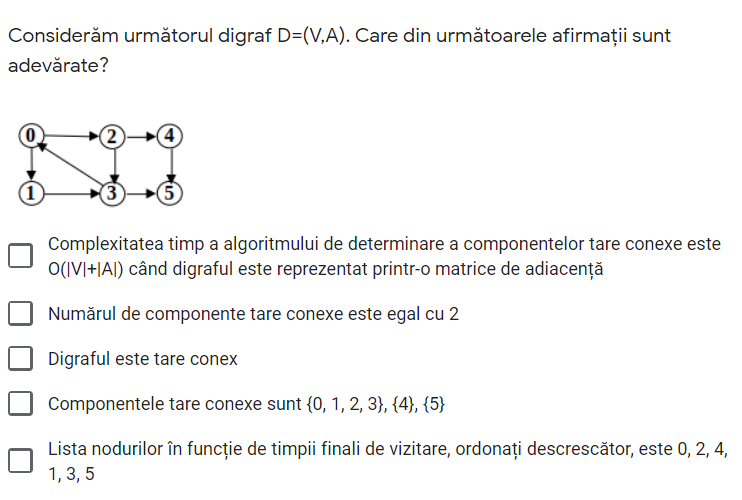 Considerăm următorul digraf D=(V,A). Care din următoarele afirmații sunt
adevărate?
0 2 4
1 3 5
Complexitatea timp a algoritmului de determinare a componentelor tare conexe este
O(|V|+|A|) când digraful este reprezentat printr-o matrice de adiacență
Numărul de componente tare conexe este egal cu 2
Digraful este tare conex
Componentele tare conexe sunt {0, 1, 2, 3}, {4}, {5}
Lista nodurilor în funcție de timpii finali de vizitare, ordonați descrescător, este 0, 2, 4,
1, 3, 5